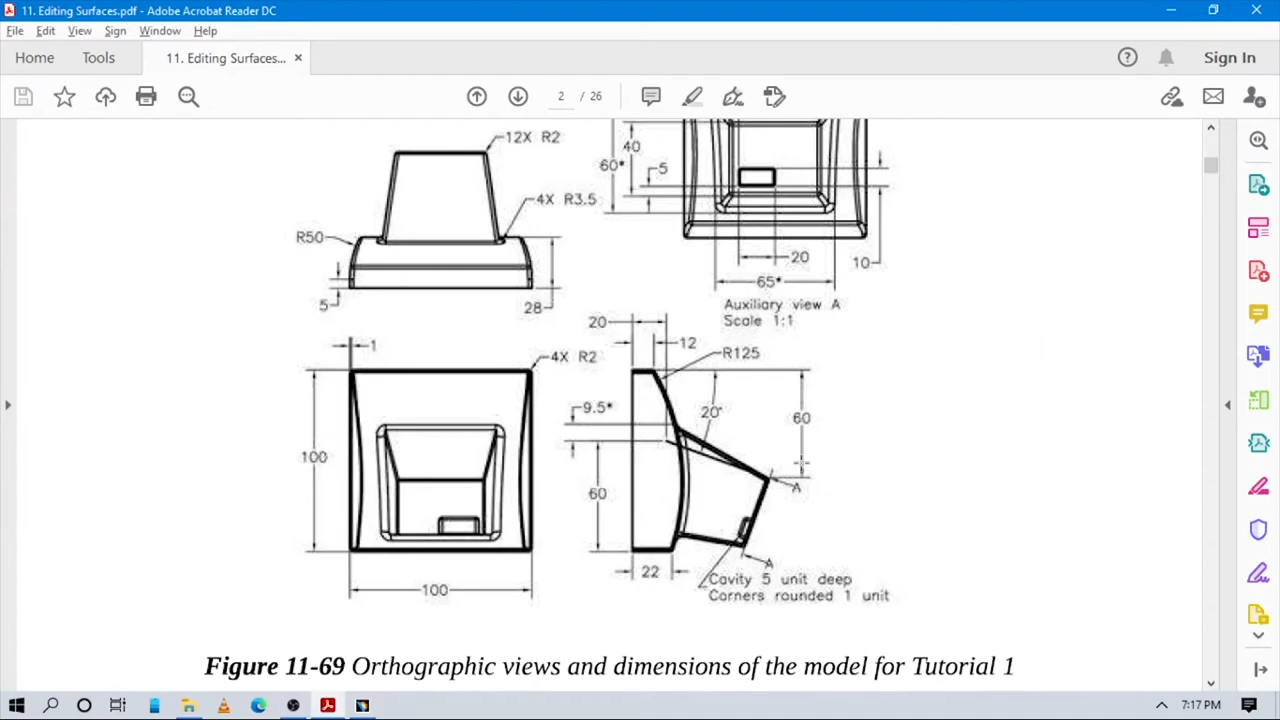 11. Editing Surfaces.pdf - Adobe Acrobat Reader DC
File Edit View Sign Window Help
Home Tools 11. Editing Surfaces... × Sign In
2 / 26
12X R2
40
60*
5
4X R3.5
R50
20
10
65*
5
28
Auxiliary view A
Scale 1:1
20
1
4X R2
12
R125
9.5*
20°
60
100
60
A
A
22
100
Cavity 5 unit deep
Corners rounded 1 unit
Figure 11-69 Orthographic views and dimensions of the model for Tutorial 1
7:17 PM